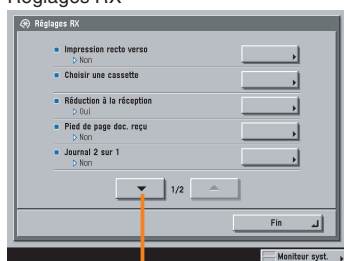 Réglages RX
Réglages RX
Impression recto verso
Non
Choisir une cassette
Réduction à la réception
Oui
Pied de page doc. reçu
Non
Journal 2 sur 1
Non
1/2
Fin
Moniteur syst.